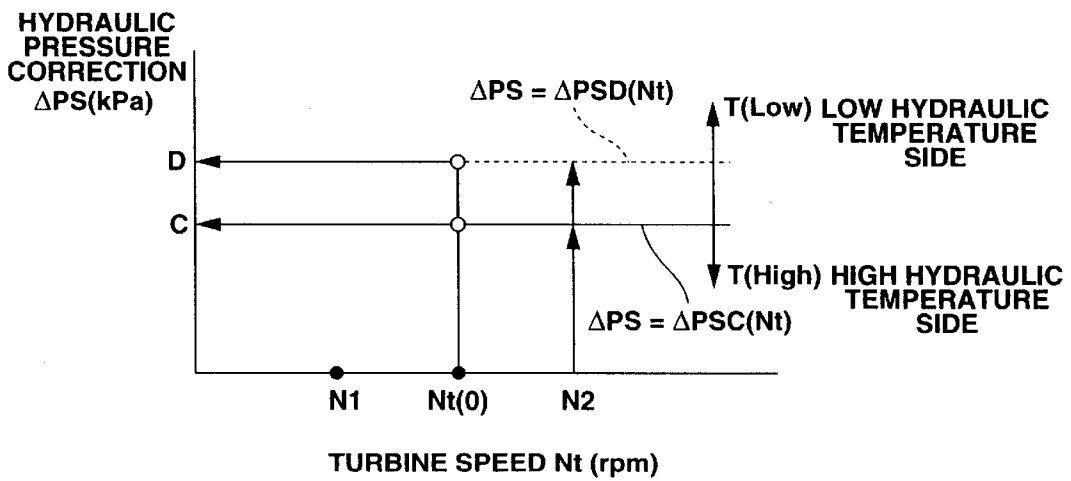 HYDRAULIC
PRESSURE
CORRECTION
ΔPS(kPa)
ΔPS = ΔPSD(Nt)
T(Low) LOW HYDRAULIC
TEMPERATURE
SIDE
D
C
T(High) HIGH HYDRAULIC
TEMPERATURE
SIDE
ΔPS = ΔPSC(Nt)
N1 Nt(0) N2
TURBINE SPEED Nt (rpm)